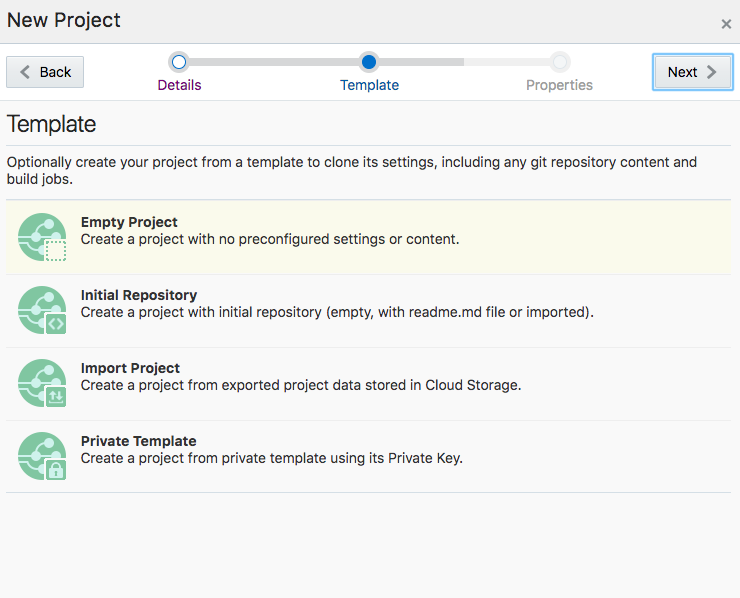 New Project
Back
Next
Details
Template
Properties
Template
Optionally create your project from a template to clone its settings, including any git repository content and
build jobs.
Empty Project
Create a project with no preconfigured settings or content.
Initial Repository
Create a project with initial repository (empty, with readme.md file or imported).
Import Project
Create a project from exported project data stored in Cloud Storage.
Private Template
Create a project from private template using its Private Key.